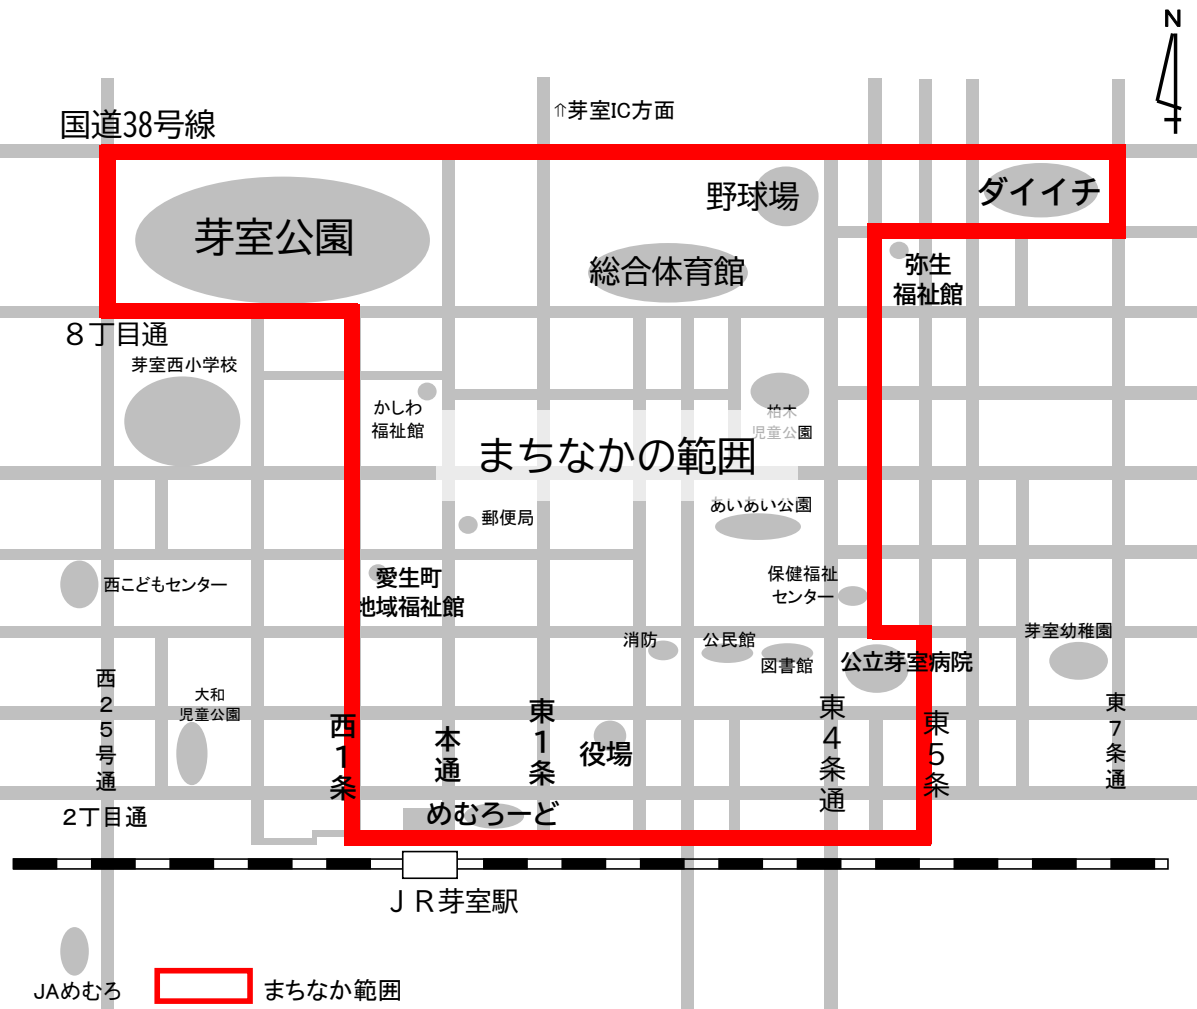 N
⇑芽室IC方面
国道38号線
野球場
ダイイチ
芽室公園
総合体育館
弥生
福祉館
８丁目通
芽室西小学校
かしわ
福祉館
柏木
児童公園
まちなかの範囲
あいあい公園
郵便局
愛生町
地域福祉館
西こどもセンター
保健福祉
センター
消防
公民館
図書館
公立芽室病院
芽室幼稚園
西２５号通
大和
児童公園
西１条
本通
東１条
役場
東４条通
東５条
東７条通
２丁目通
めむろーど
ＪＲ芽室駅
JAめむろ
まちなか範囲